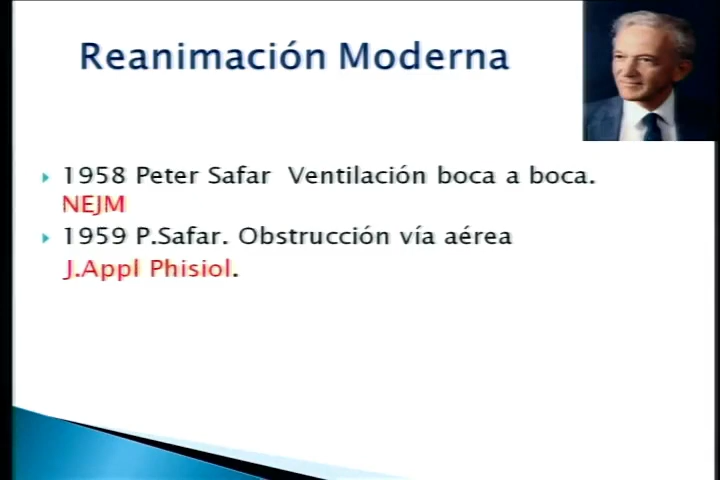 Reanimación Moderna
1958 Peter Safar Ventilación boca a boca.
NEJM
1959 P.Safar. Obstrucción vía aérea
J.Appl Phisiol.